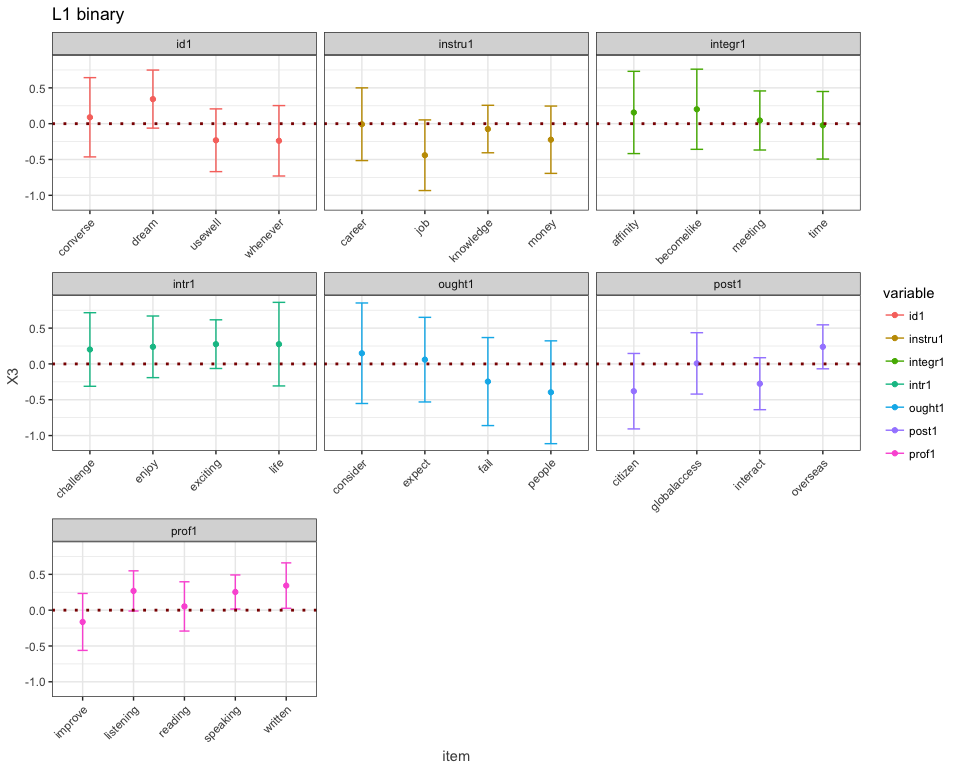 L1 binary
id1
instru1
integr1
0.5
0.0
-0.5
-1.0
converse
dream
usewell
whenever
career
job
knowledge
money
affinity
becomelike
meeting
time
intr1
ought1
post1
0.5
0.0
-0.5
-1.0
challenge
enjoy
exciting
life
consider
expect
fail
people
citizen
globalaccess
interact
overseas
prof1
0.5
0.0
-0.5
-1.0
improve
listening
reading
speaking
written
X3
item
variable
id1
instru1
integr1
intr1
ought1
post1
prof1